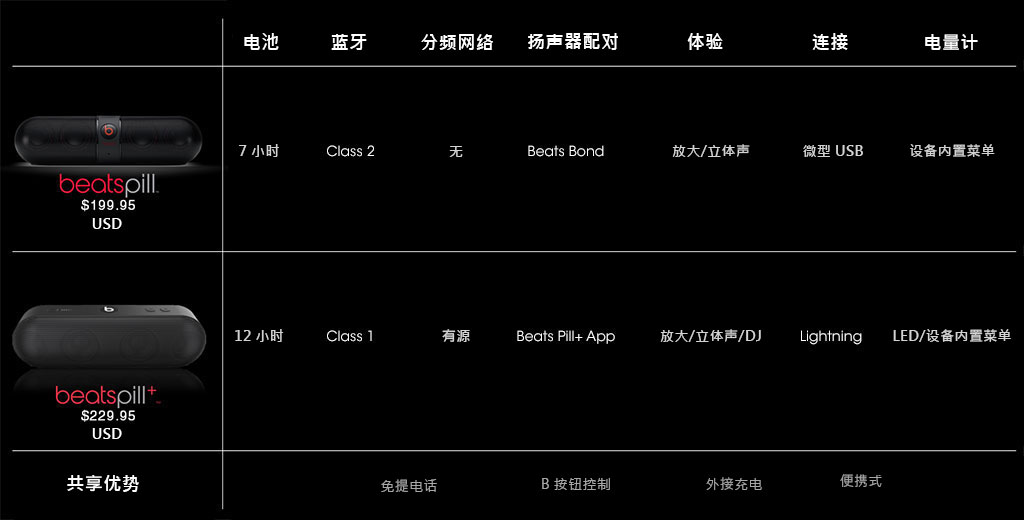 电池 蓝牙 分频网络 扬声器配对 体验 连接 电量计
7 小时 Class 2 无 Beats Bond 放大/立体声 微型 USB 设备内置菜单
beatspill
$199.95
USD
12 小时 Class 1 有源 Beats Pill+ App 放大/立体声/DJ Lightning LED/设备内置菜单
beatspill+
$229.95
USD
共享优势 免提电话 B 按钮控制 外接充电 便携式